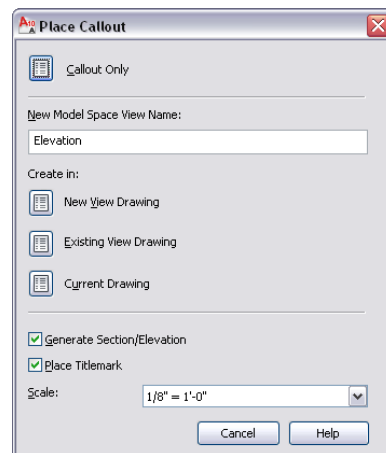 Place Callout
Callout Only
New Model Space View Name:
Elevation
Create in:
New View Drawing
Existing View Drawing
Current Drawing
Generate Section/Elevation
Place Titlemark
Scale: 1/8" = 1'-0"
Cancel Help